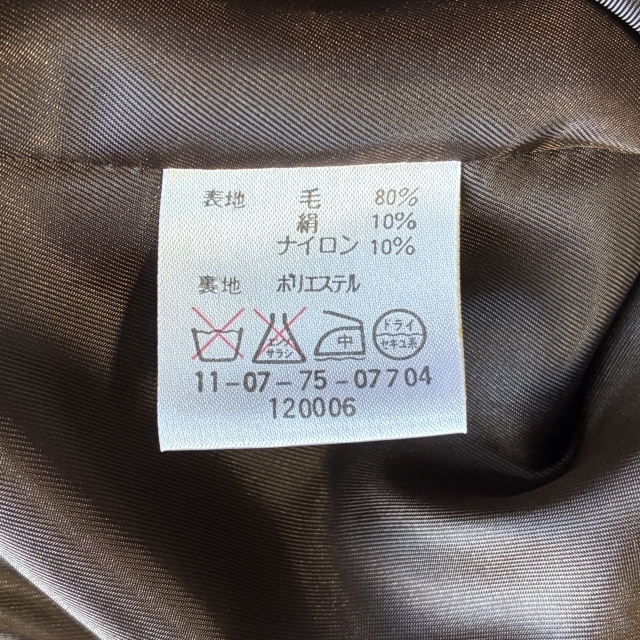 表地 毛 80%
絹 10%
ナイロン 10%
裏地 ポリエステル
エンソ サラシ 中 ドライ セキユ系
11-07-75-07704
120006